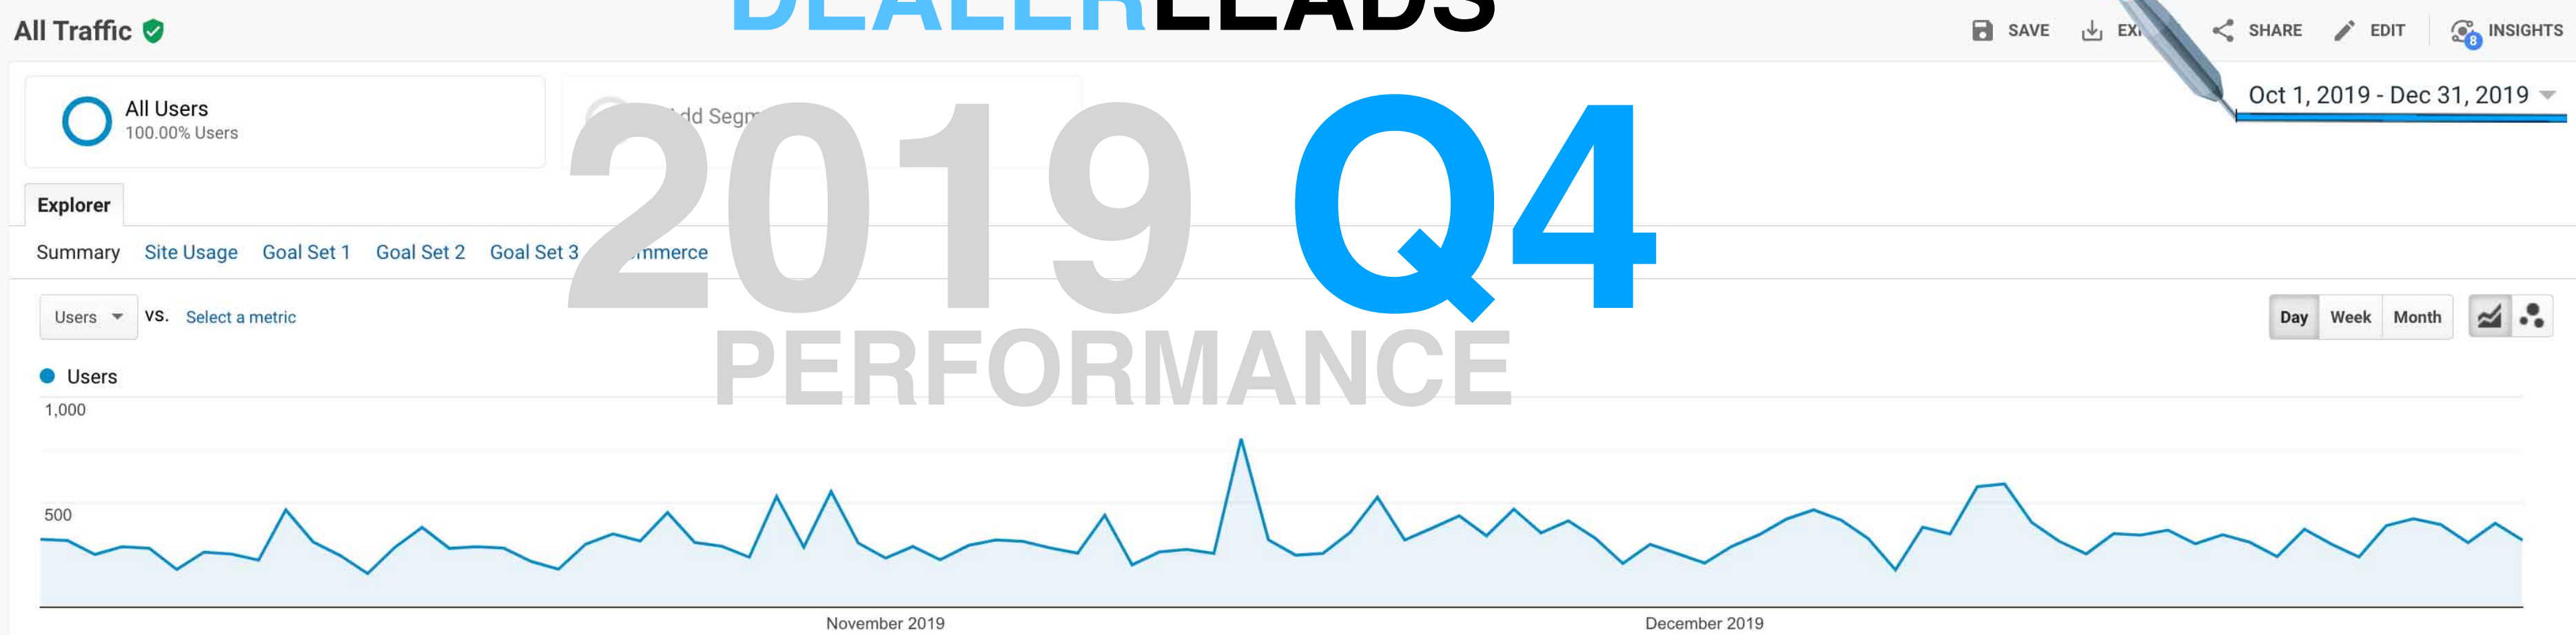 DEALERLEADS
All Traffic
SAVE
SHARE
EDIT
8
INSIGHTS
All Users
100.00% Users
Oct 1, 2019 - Dec 31, 2019
2019 Q4
PERFORMANCE
Explorer
Summary
Site Usage
Goal Set 1
Goal Set 2
Goal Set 3
Users
VS.
Select a metric
Day
Week
Month
Users
1,000
500
November 2019
December 2019